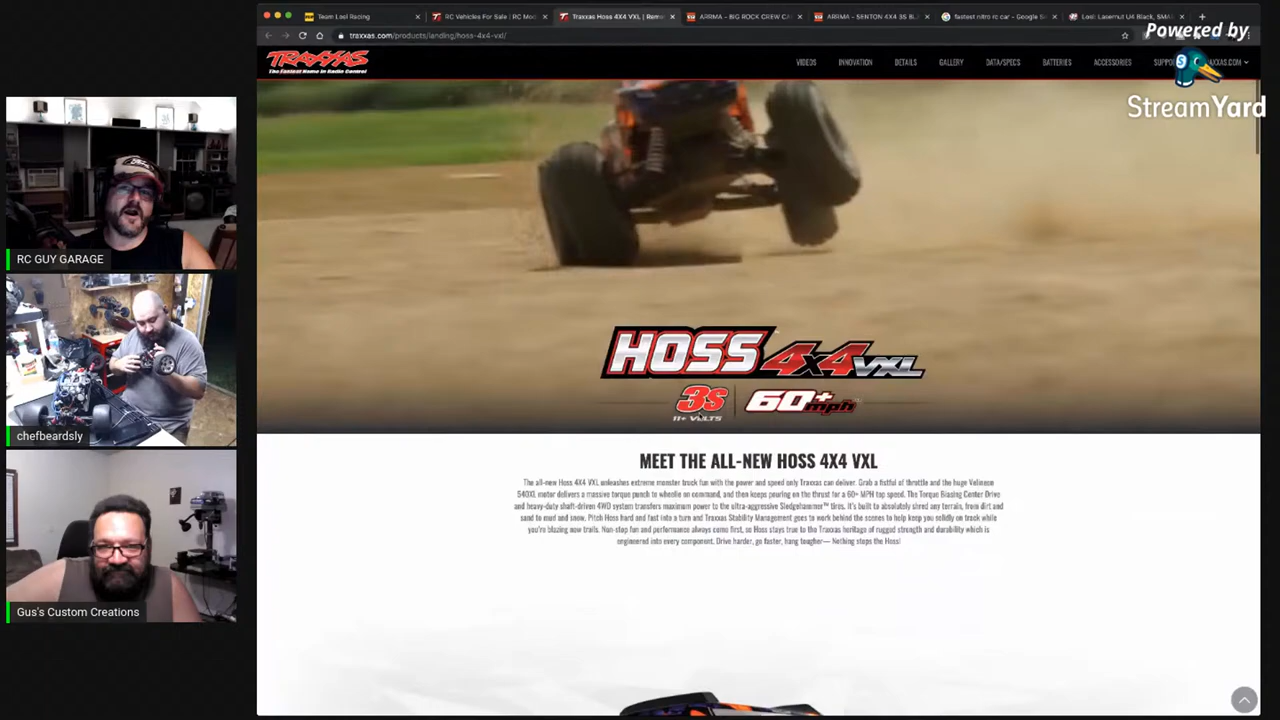 Team Losi Racing
RC Vehicles For Sale | RC Mod
Traxxas Hoss 4X4 VXL | Remo
ARRMA - BIG ROCK CREW CA
ARRMA - SENTON 4X4 3S BL
fastest nitro rc car - Google S
Losi Lasernut U4 Black, SMA
traxxas.com/products/landing/hoss-4x4-vxl/
Powered by
StreamYard
TRAXXAS
The Fastest Name in Radio Control
VIDEOS
INNOVATION
DETAILS
GALLERY
DATA/SPECS
BATTERIES
ACCESSORIES
RC GUY GARAGE
chefbeardsly
Gus's Custom Creations
HOSS 4X4 VXL
3S
11+ VOLTS
60+ mph
MEET THE ALL-NEW HOSS 4X4 VXL
The all-new Hoss 4X4 VXL unleashes extreme monster truck fun with the power and speed only Traxxas can deliver. Grab a fistful of throttle and the huge Velineon
540XL motor delivers a massive torque punch to wheelie on command, and then keeps pouring on the thrust for a 60+ MPH top speed. The Torque Biasing Center Drive
and heavy-duty shaft-driven 4WD system transfers maximum power to the ultra-aggressive Sledgehammer™ tires. It's built to absolutely shred any terrain, from dirt and
sand to mud and snow. Pitch Hoss hard and fast into a turn and Traxxas Stability Management goes to work behind the scenes to help keep you solidly on track while
you're blazing new trails. Non-stop fun and performance always come first, so Hoss stays true to the Traxxas heritage of rugged strength and durability which is
engineered into every component. Drive harder, go faster, hang tougher— Nothing stops the Hoss!